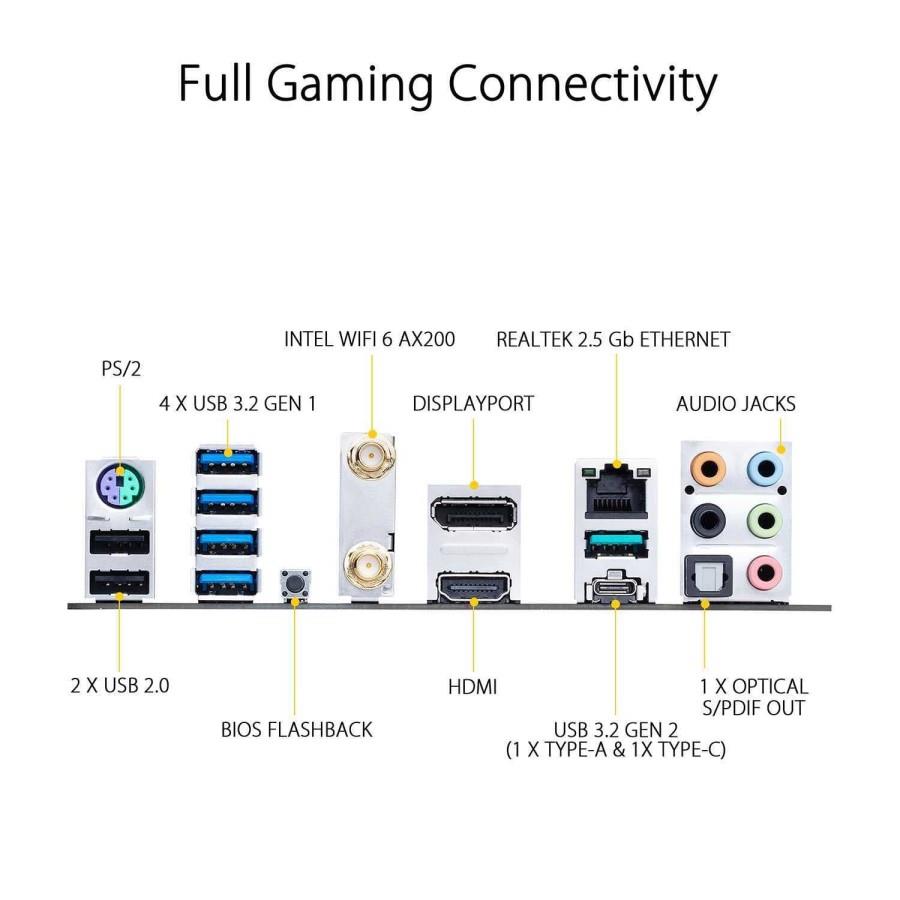 Full Gaming Connectivity
INTEL WIFI 6 AX200
REALTEK 2.5 Gb ETHERNET
PS/2
4 X USB 3.2 GEN 1
DISPLAYPORT
AUDIO JACKS
2 X USB 2.0
HDMI
1 X OPTICAL
S/PDIF OUT
BIOS FLASHBACK
USB 3.2 GEN 2
(1 X TYPE-A & 1X TYPE-C)